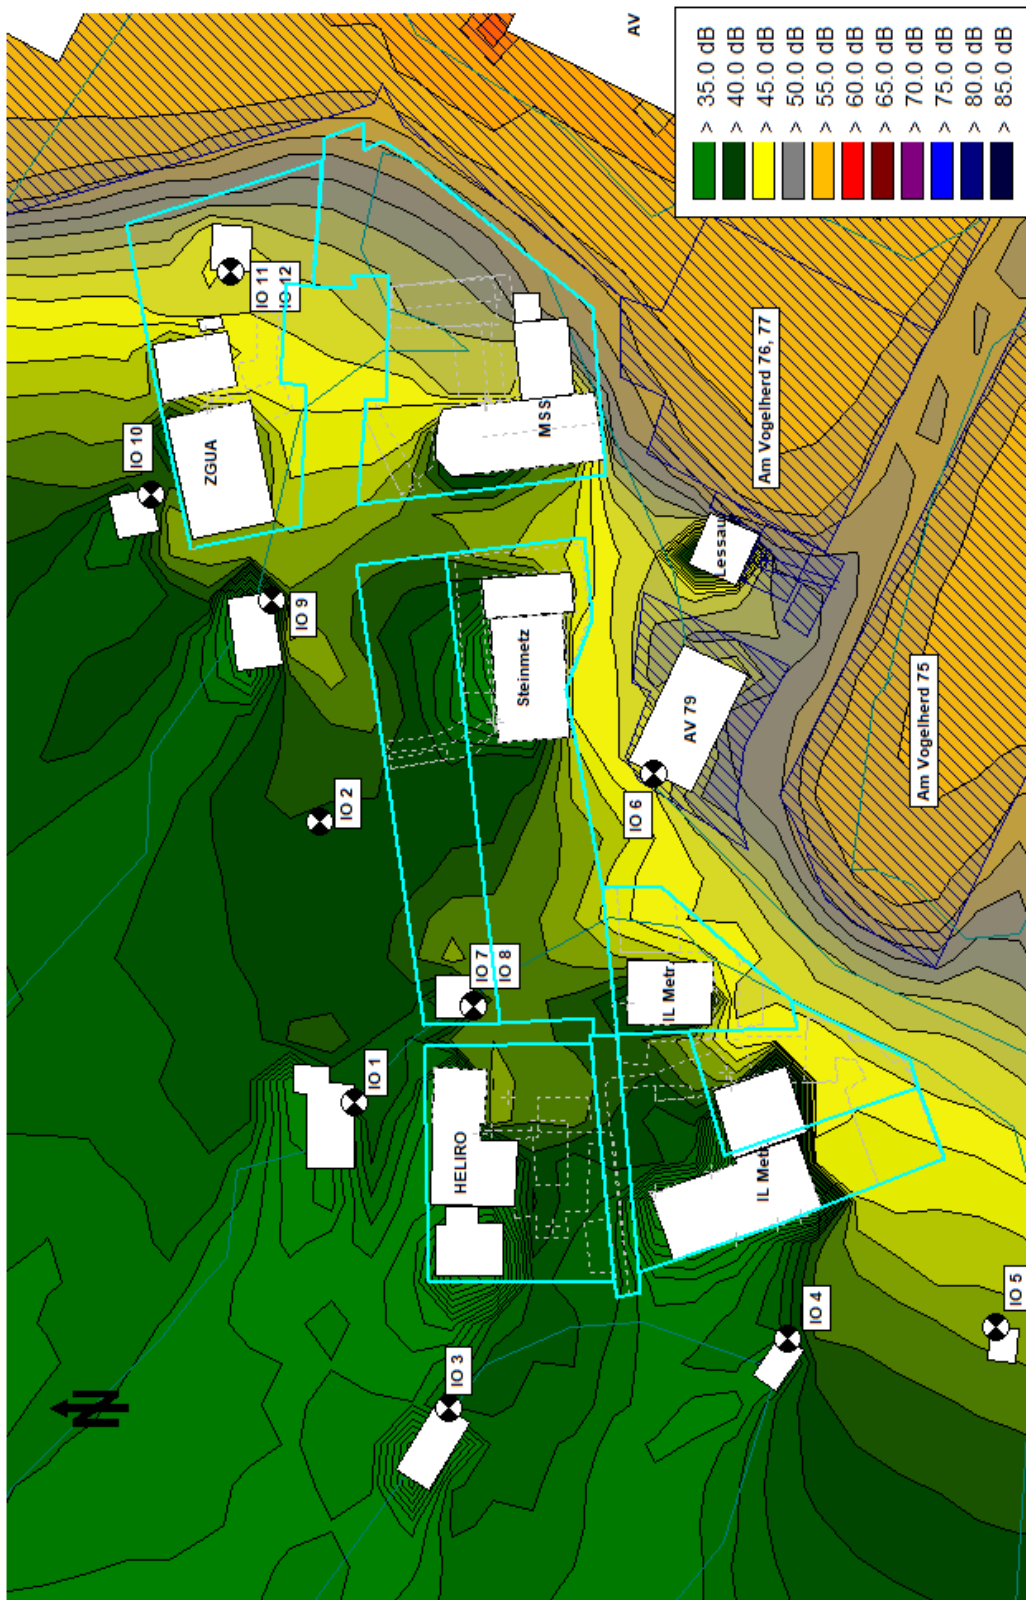 AV
> 35.0 dB
> 40.0 dB
> 45.0 dB
> 50.0 dB
> 55.0 dB
> 60.0 dB
> 65.0 dB
> 70.0 dB
> 75.0 dB
> 80.0 dB
> 85.0 dB
IO 11
IO 12
ZGUA
IO 10
MSS
IO 9
Am Vogelherd 76, 77
Lessau
Steinmetz
AV 79
Am Vogelherd 75
IO 2
IO 6
IO 7
IO 8
IL Metr
IO 1
HELIRO
IL Metr
IO 3
IO 4
IO 5
N